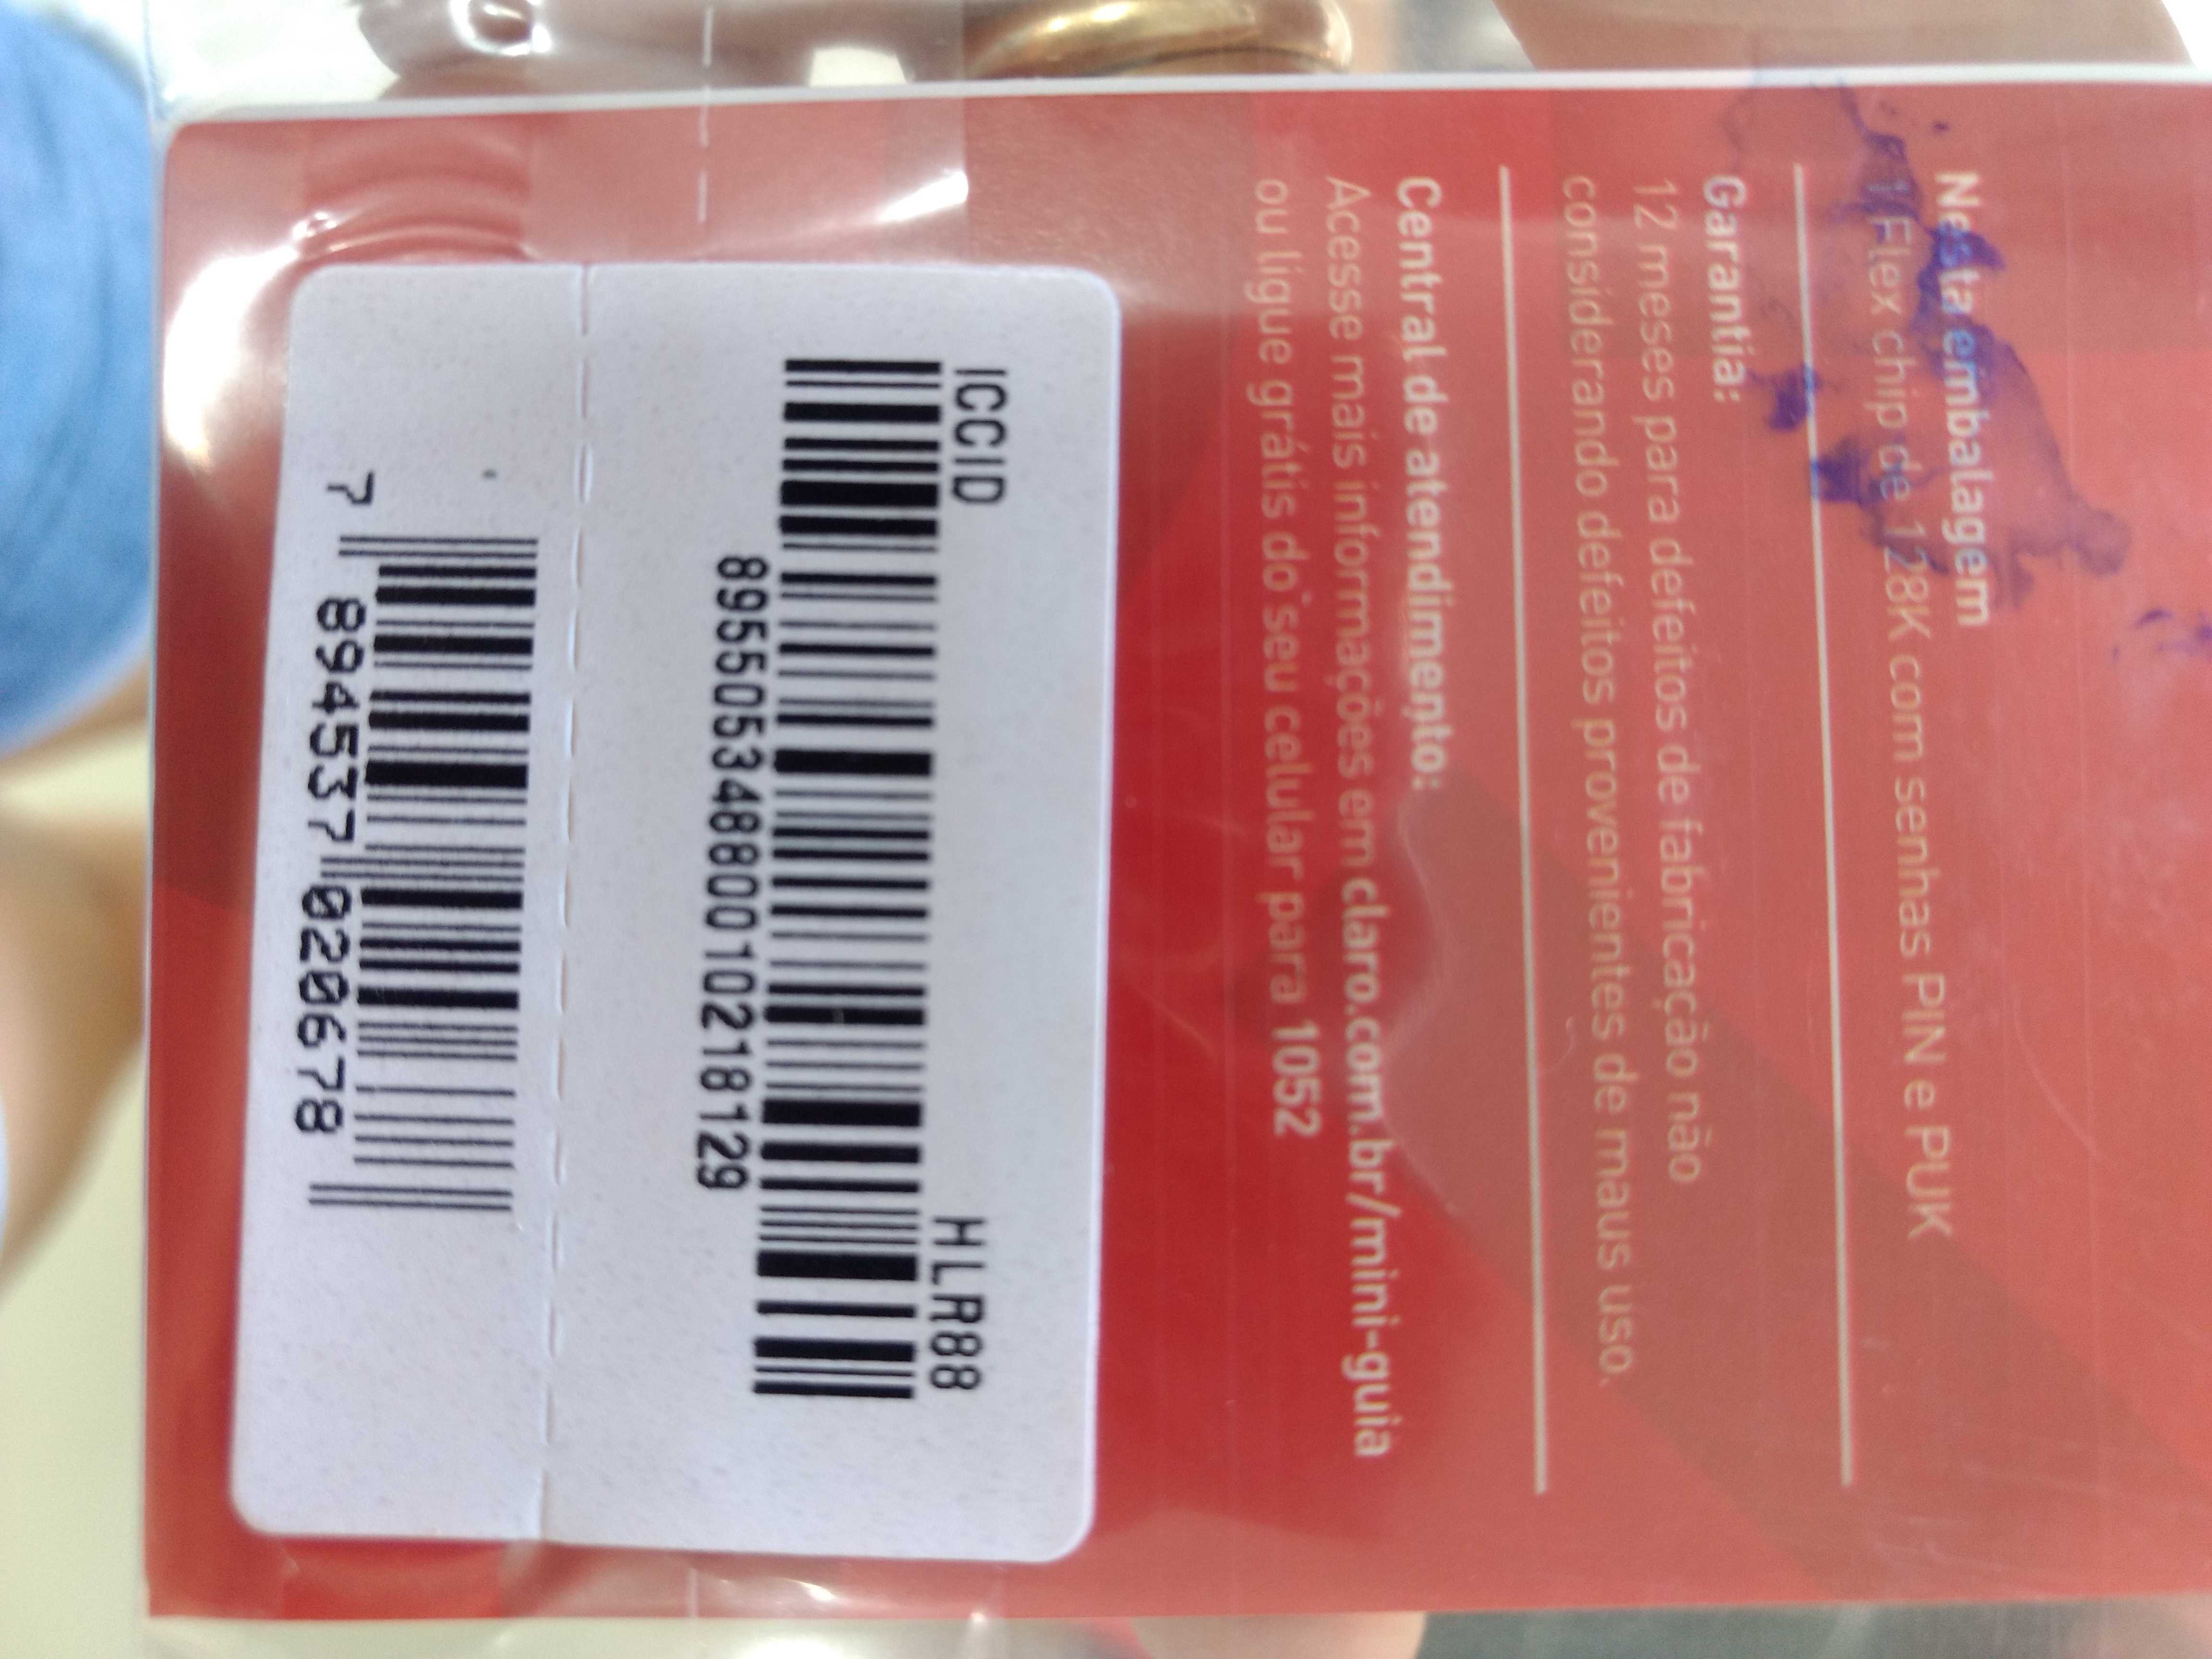 Nesta embalagem
1 Flex chip de 128K com senhas PIN e PUK
Garantia:
12 meses para defeitos de fabricação não
considerando defeitos provenientes de maus uso.
Central de atendimento:
Acesse mais informações em claro.com.br/mini-guia
ou ligue grátis do seu celular para 1052
ICCID HLR88
89550534880010218129
7 894537 020678